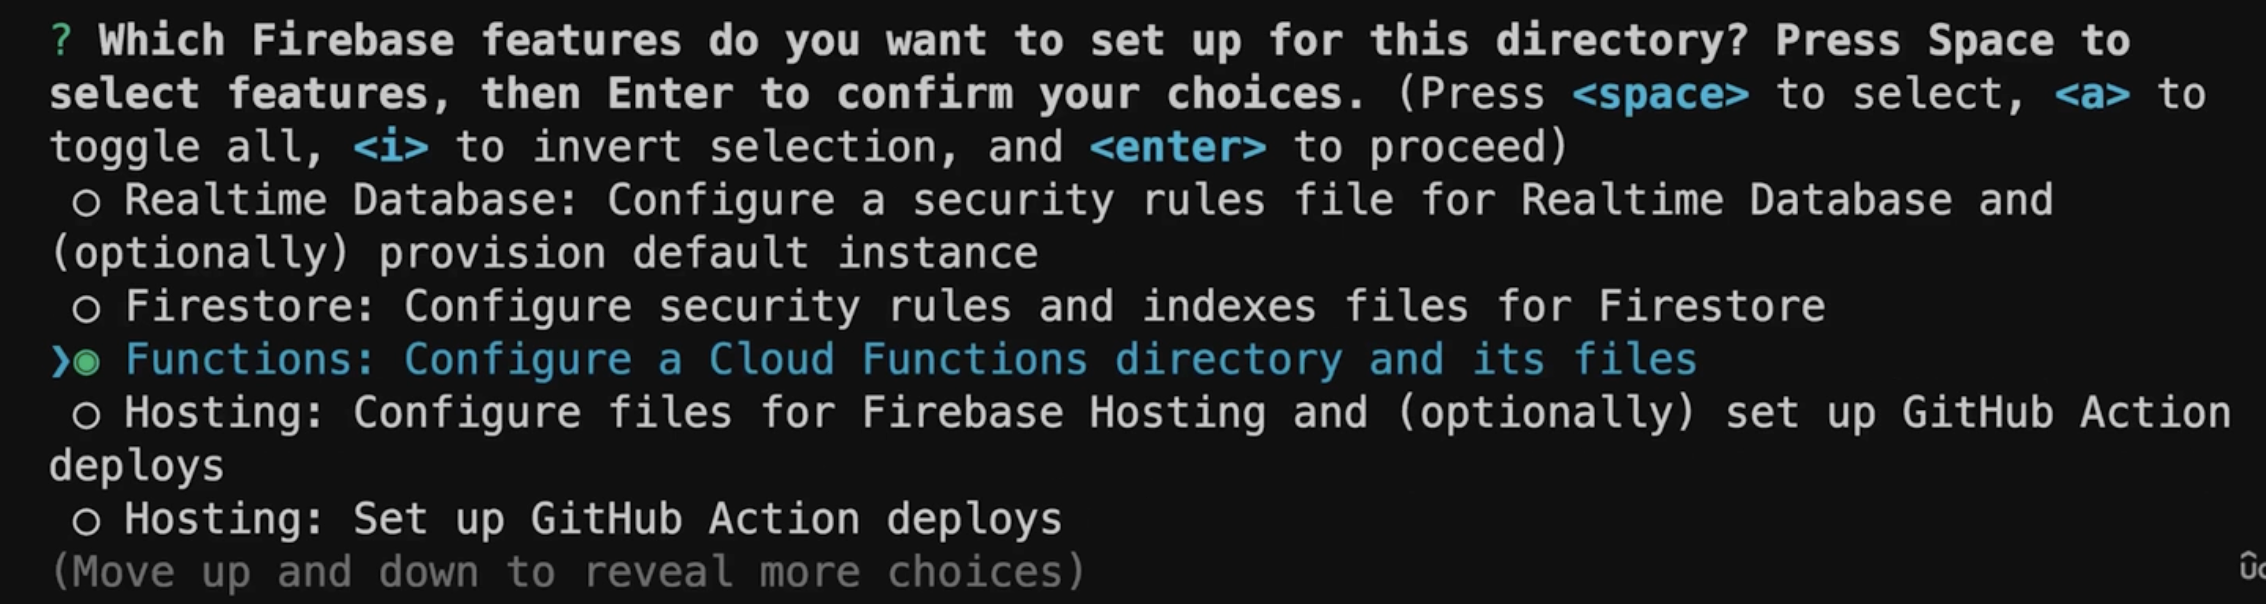 ? Which Firebase features do you want to set up for this directory? Press Space to
select features, then Enter to confirm your choices. (Press <space> to select, <a> to
toggle all, <i> to invert selection, and <enter> to proceed)
○ Realtime Database: Configure a security rules file for Realtime Database and
(optionally) provision default instance
○ Firestore: Configure security rules and indexes files for Firestore
❯◉ Functions: Configure a Cloud Functions directory and its files
○ Hosting: Configure files for Firebase Hosting and (optionally) set up GitHub Action
deploys
○ Hosting: Set up GitHub Action deploys
(Move up and down to reveal more choices)